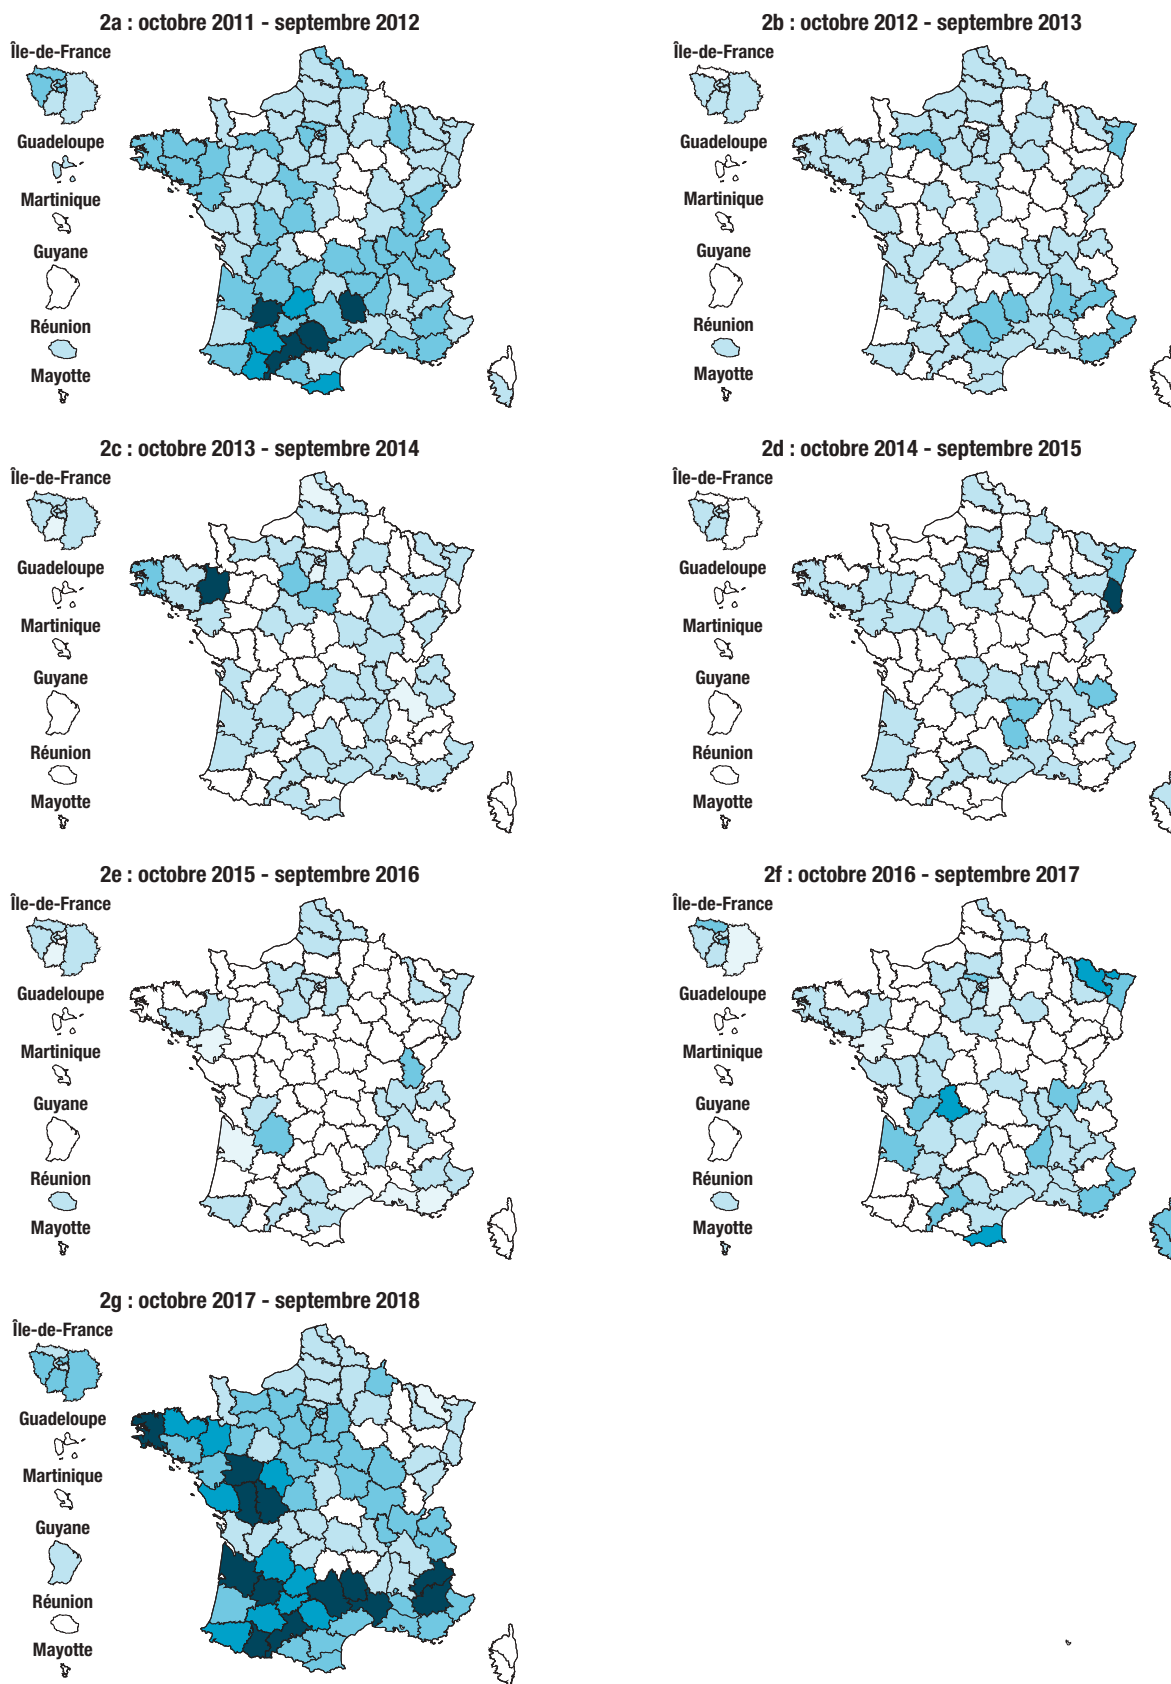 2a : octobre 2011 - septembre 2012
Île-de-France
Guadeloupe
Martinique
Guyane
Réunion
Mayotte
2b : octobre 2012 - septembre 2013
Île-de-France
Guadeloupe
Martinique
Guyane
Réunion
Mayotte
2c : octobre 2013 - septembre 2014
Île-de-France
Guadeloupe
Martinique
Guyane
Réunion
Mayotte
2d : octobre 2014 - septembre 2015
Île-de-France
Guadeloupe
Martinique
Guyane
Réunion
Mayotte
2e : octobre 2015 - septembre 2016
Île-de-France
Guadeloupe
Martinique
Guyane
Réunion
Mayotte
2f : octobre 2016 - septembre 2017
Île-de-France
Guadeloupe
Martinique
Guyane
Réunion
Mayotte
2g : octobre 2017 - septembre 2018
Île-de-France
Guadeloupe
Martinique
Guyane
Réunion
Mayotte